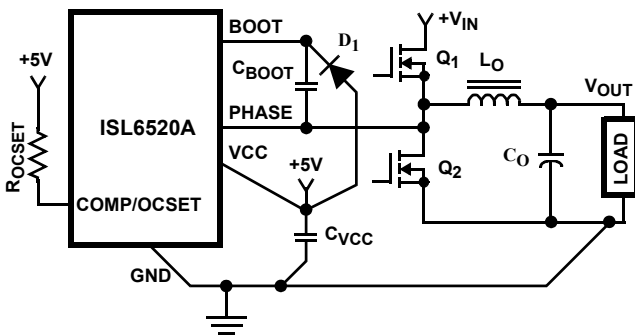 BOOT
D1
+VIN
+5V
CBOOT
Q1
LO
VOUT
ISL6520A
PHASE
ROCSET
VCC
+5V
Q2
CO
LOAD
COMP/OCSET
CVCC
GND